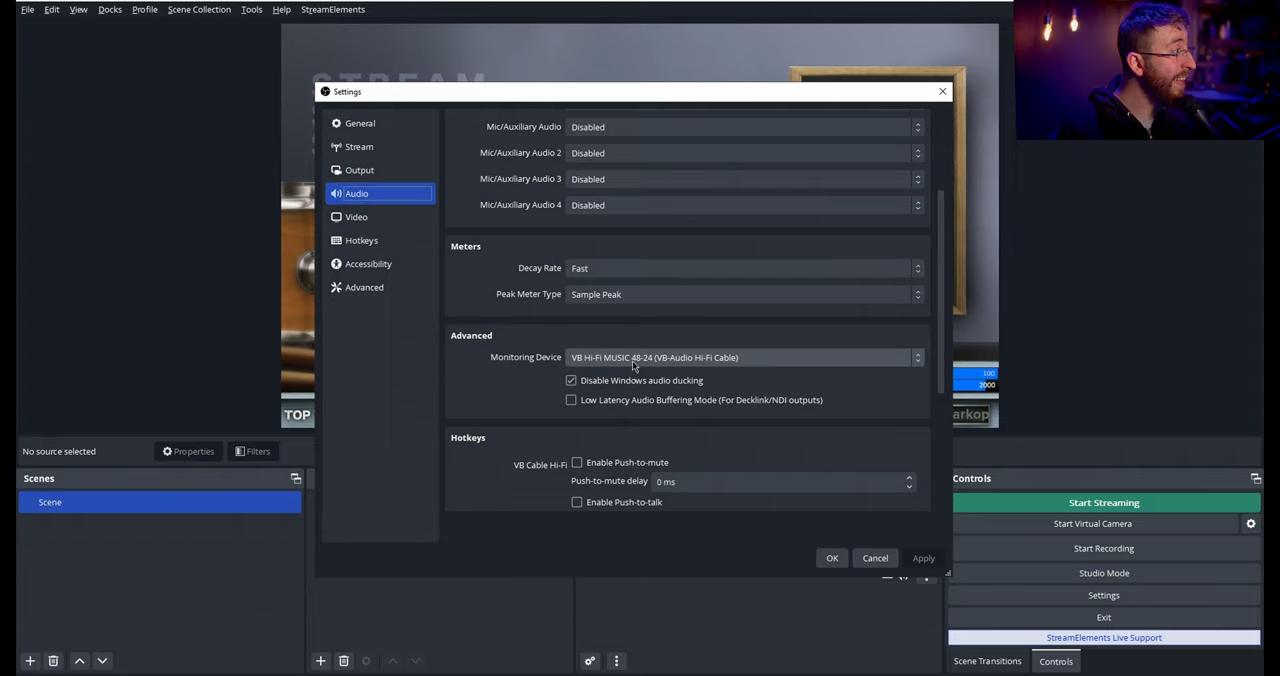 File Edit View Docks Profile Scene Collection Tools Help StreamElements
STREAM
Settings
General
Stream
Output
Audio
Video
Hotkeys
Accessibility
Advanced
Mic/Auxiliary Audio Disabled
Mic/Auxiliary Audio 2 Disabled
Mic/Auxiliary Audio 3 Disabled
Mic/Auxiliary Audio 4 Disabled
Meters
Decay Rate Fast
Peak Meter Type Sample Peak
Advanced
Monitoring Device VB Hi-Fi MUSIC 48-24 (VB-Audio Hi-Fi Cable)
Disable Windows audio ducking
Low Latency Audio Buffering Mode (For Decklink/NDI outputs)
Hotkeys
VB Cable Hi-Fi Enable Push-to-mute
Push-to-mute delay 0 ms
Enable Push-to-talk
OK Cancel Apply
100
2000
TOP
arkop
No source selected Properties Filters
Scenes
Scene
Controls
Start Streaming
Start Virtual Camera
Start Recording
Studio Mode
Settings
Exit
StreamElements Live Support
Scene Transitions Controls